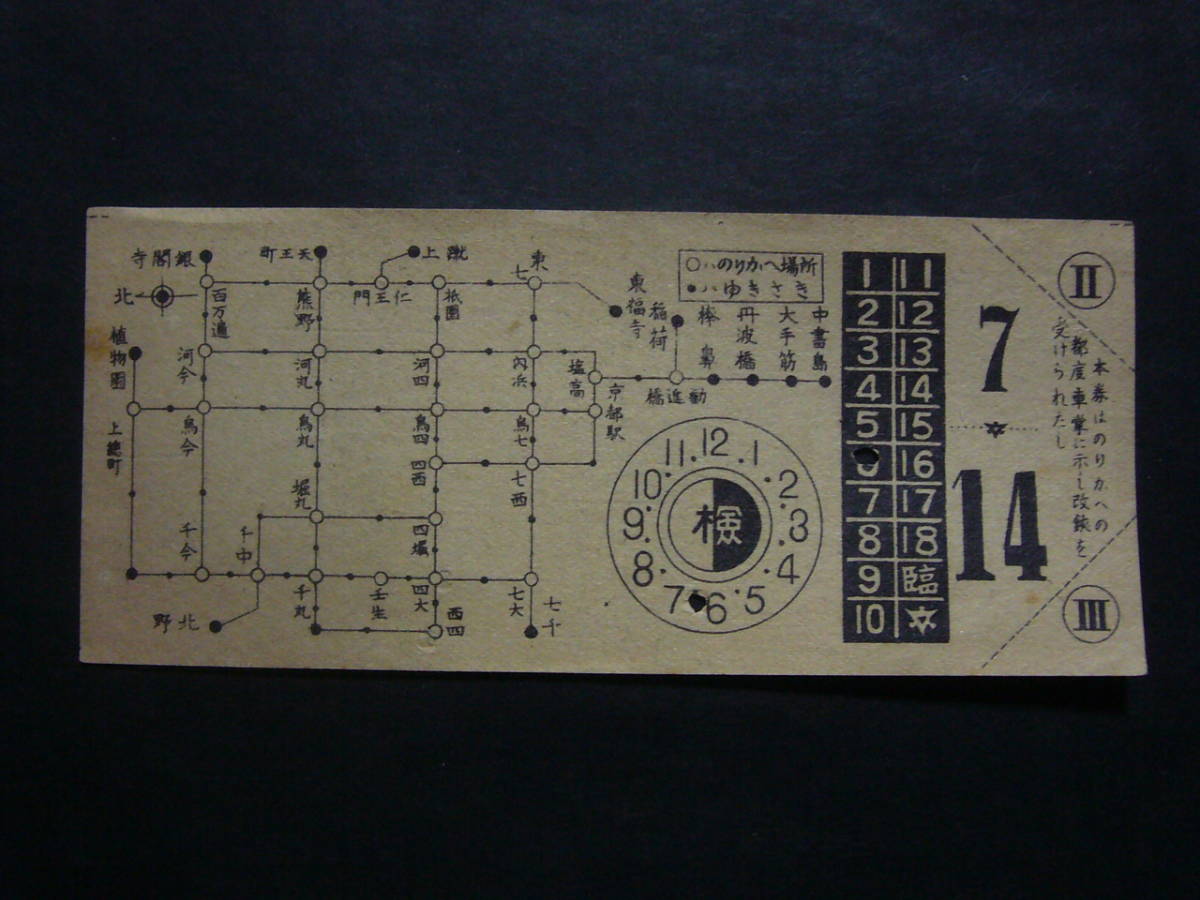 寺閣銀
町王天
上蹴
北
百万遍
熊野
門王仁
祇園
東
七
東福寺
稲荷
○ハのりかへ場所
●ハゆきさき
植物園
河今
河丸
河四
内浜
塩高
橋進勧
棒鼻
丹波橋
大手筋
中書島
京都駅
上総町
烏今
烏丸
烏四
烏七
四西
七西
堀丸
四堀
千今
千中
千丸
壬生
四大
七大
野北
西四
七千
12
1
2
3
4
5
6
7
8
9
10
11
検
1 11
2 12
3 13
4 14
5 15
6 16
7 17
8 18
9 臨
10
7
14
II
III
本券はのりかへの
都度車掌に示し改鋏を
受けられたし